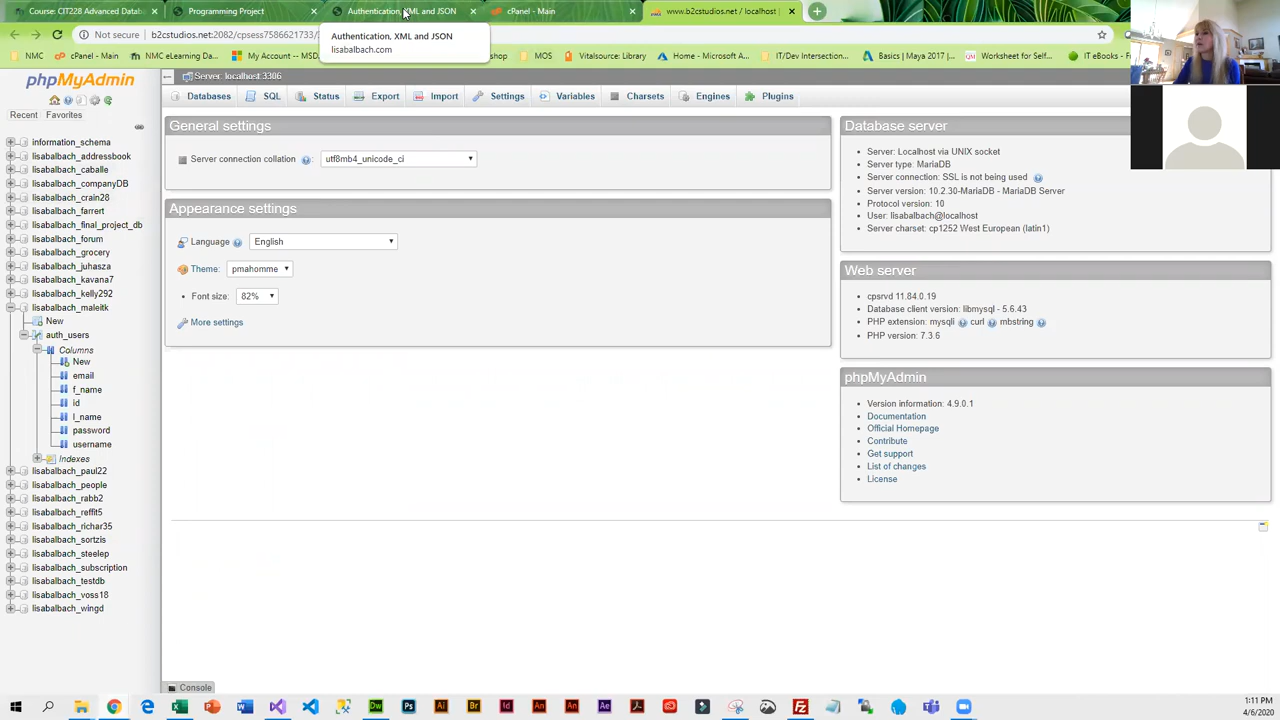 Course: CIT228 Advanced Datab
Programming Project
Authentication, XML and JSON
cPanel - Main
www.b2cstudios.net / localhost
Not secure
b2cstudios.net:2082/cpsess7586621733/
Authentication, XML and JSON
lisabalbach.com
NMC
cPanel - Main
NMC eLearning
My Account -- MSD
MOS
Vitalsource: Library
Home - Microsoft A...
Basics | Maya 2017
Worksheet for Self...
IT eBooks - F
phpMyAdmin
Recent
Favorites
Server: localhost:3306
Databases
SQL
Status
Export
Import
Settings
Variables
Charsets
Engines
Plugins
information_schema
lisabalbach_addressbook
lisabalbach_caballe
lisabalbach_companyDB
lisabalbach_crain28
lisabalbach_farrert
lisabalbach_final_project_db
lisabalbach_forum
lisabalbach_grocery
lisabalbach_juhasza
lisabalbach_kavana7
lisabalbach_kelly292
lisabalbach_maleitk
New
auth_users
Columns
New
email
f_name
id
l_name
password
username
Indexes
lisabalbach_paul22
lisabalbach_people
lisabalbach_rabb2
lisabalbach_reffit5
lisabalbach_richar35
lisabalbach_sortzis
lisabalbach_steelep
lisabalbach_subscription
lisabalbach_testdb
lisabalbach_voss18
lisabalbach_wingd
General settings
Server connection collation
:
utf8mb4_unicode_ci
Appearance settings
Language
English
Theme:
pmahomme
Font size:
82%
More settings
Database server
Server: Localhost via UNIX socket
Server type: MariaDB
Server connection: SSL is not being used
Server version: 10.2.30-MariaDB - MariaDB Server
Protocol version: 10
User: lisabalbach@localhost
Server charset: cp1252 West European (latin1)
Web server
cpsrvd 11.84.0.19
Database client version: libmysql - 5.6.43
PHP extension: mysqli curl mbstring
PHP version: 7.3.6
phpMyAdmin
Version information: 4.9.0.1
Documentation
Official Homepage
Contribute
Get support
List of changes
License
Console
1:11 PM
4/6/2020